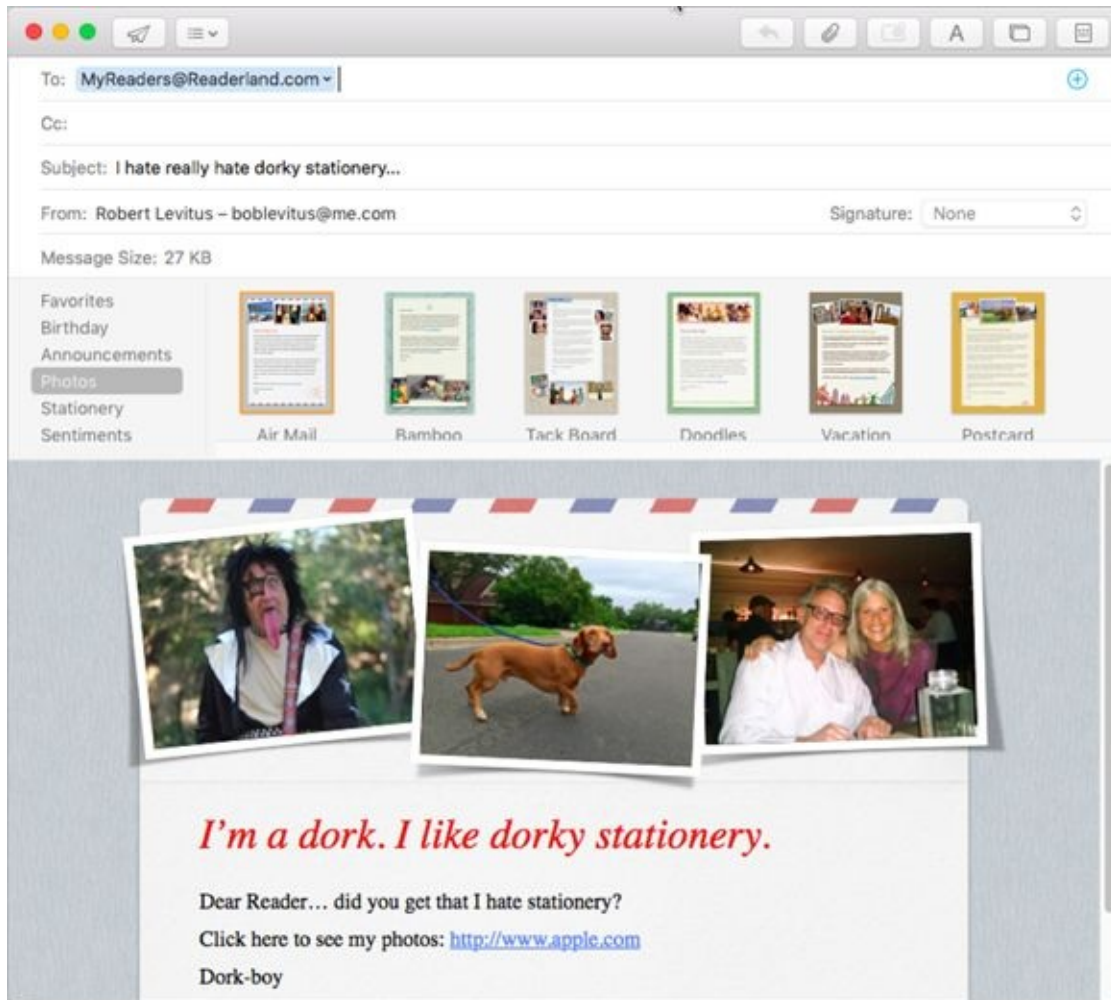 To: MyReaders@Readerland.com
Cc:
Subject: I hate really hate dorky stationery...
From: Robert Levitus – boblevitus@me.com Signature: None
Message Size: 27 KB
Favorites
Birthday
Announcements
Photos
Stationery
Sentiments
Air Mail Bamboo Tack Board Doodles Vacation Postcard
I'm a dork. I like dorky stationery.
Dear Reader… did you get that I hate stationery?
Click here to see my photos: http://www.apple.com
Dork-boy